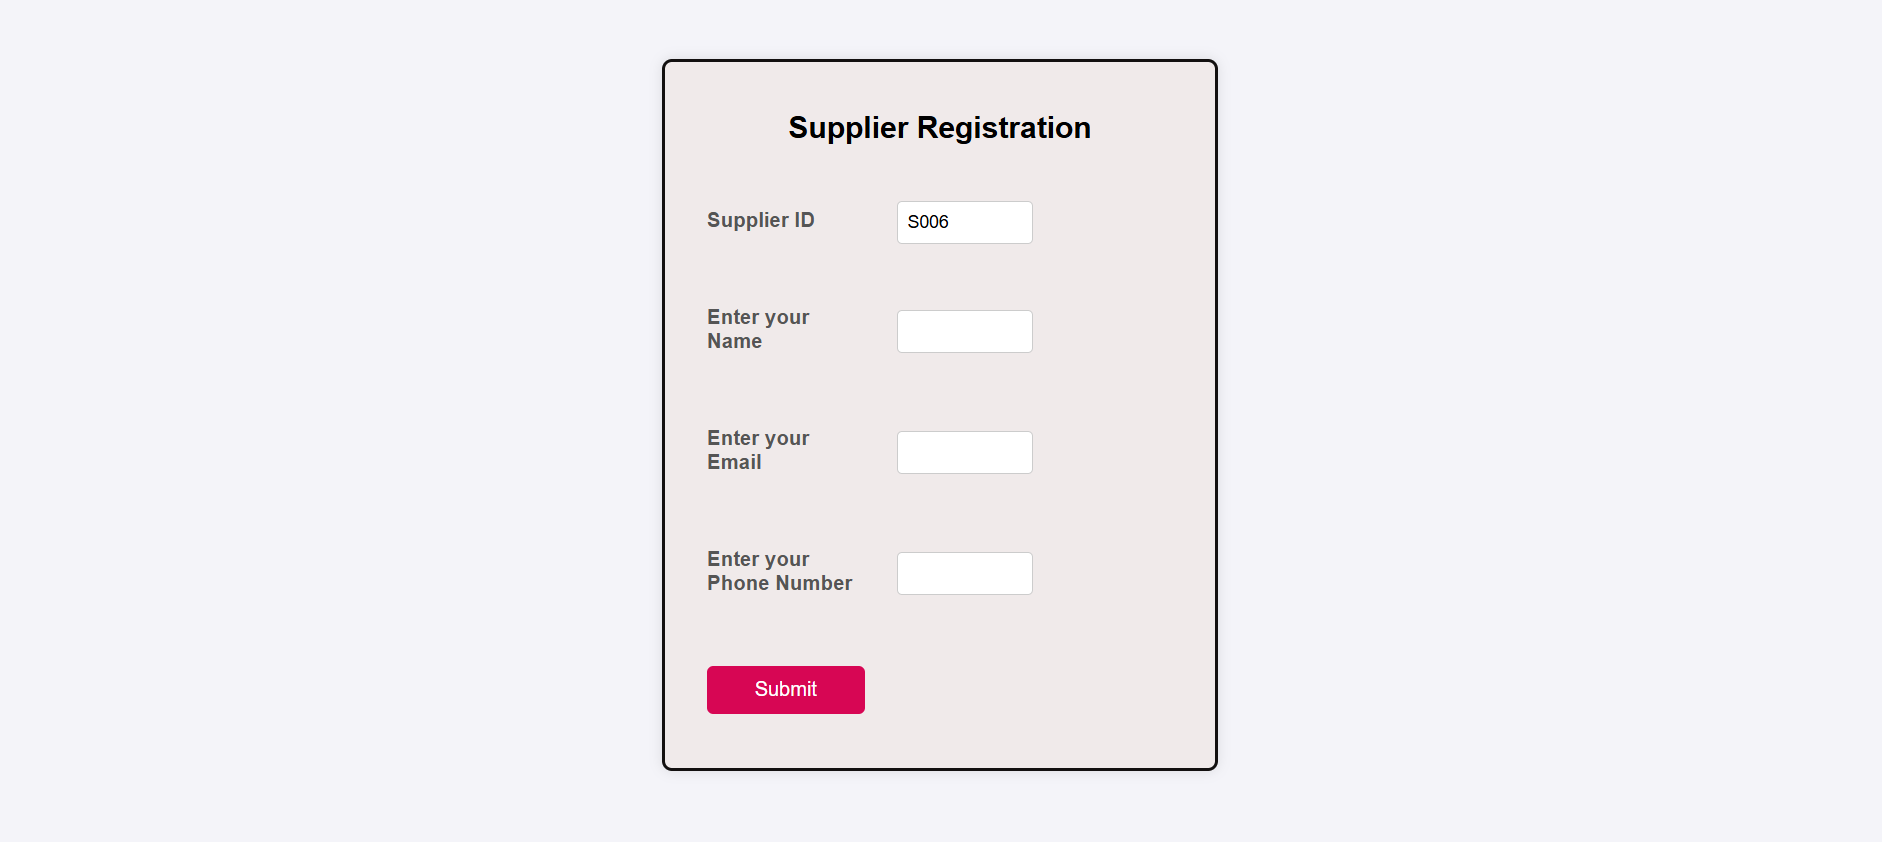 Supplier Registration
Supplier ID
S006
Enter your
Name
Enter your
Email
Enter your
Phone Number
Submit